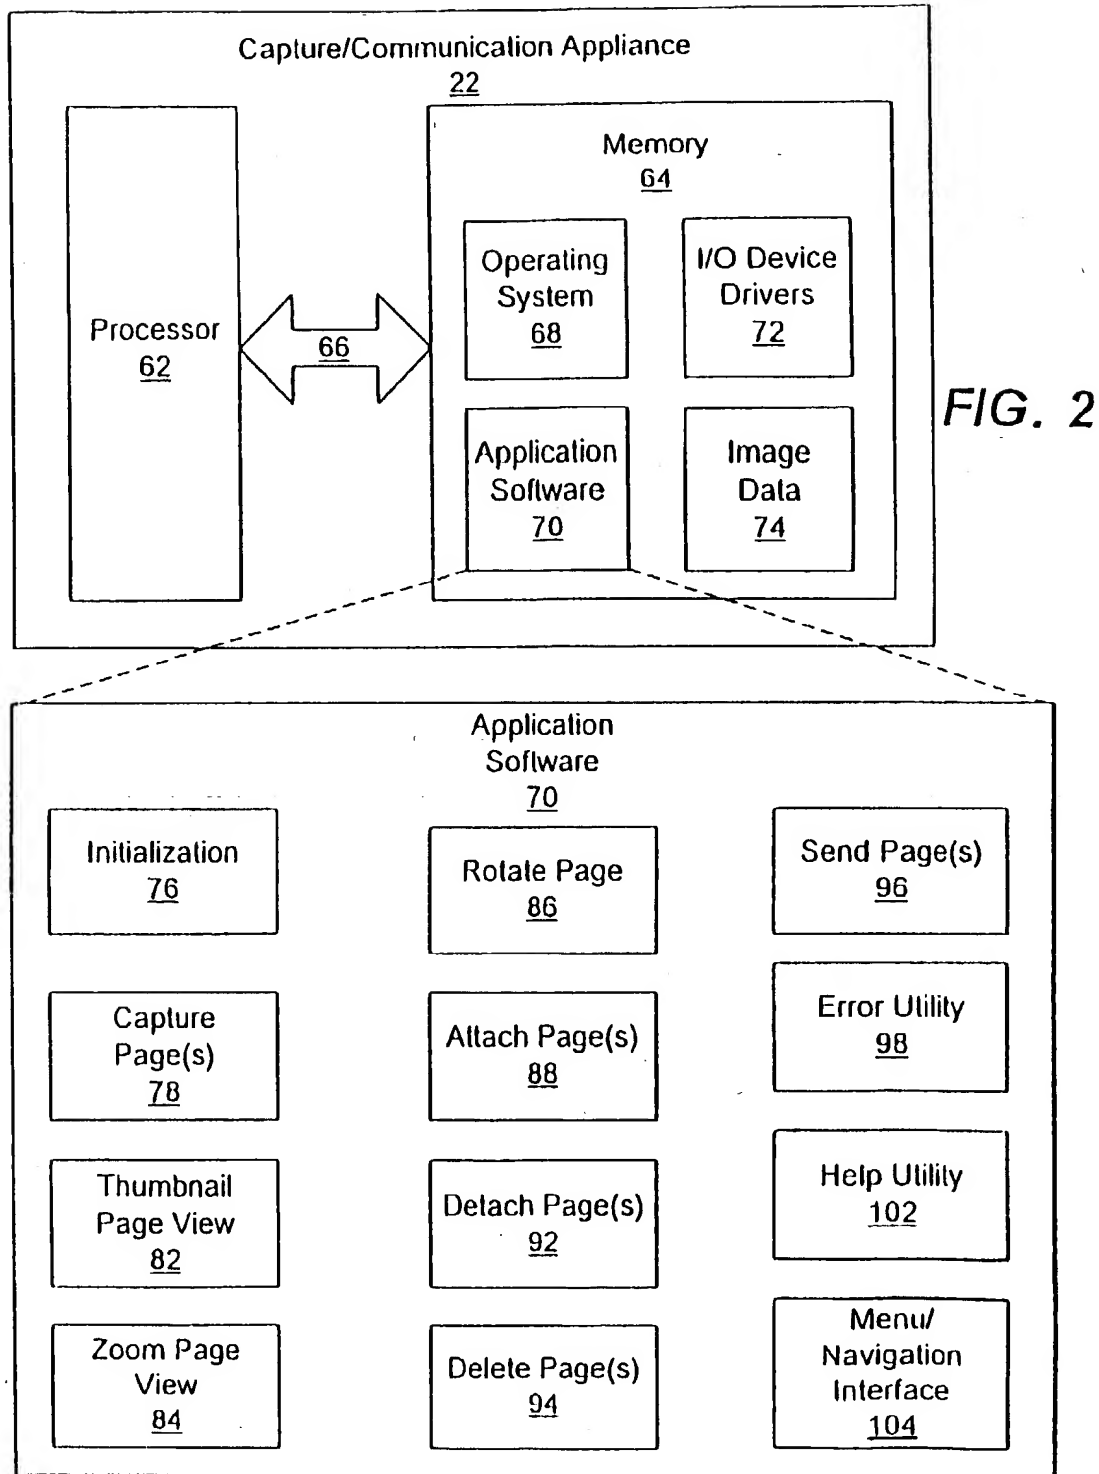 Capture/Communication Appliance
22
Memory
64
Processor
62
66
Operating
System
68
I/O Device
Drivers
72
Application
Software
70
Image
Data
74
FIG. 2
Application
Software
70
Initialization
76
Capture
Page(s)
78
Thumbnail
Page View
82
Zoom Page
View
84
Rotate Page
86
Attach Page(s)
88
Detach Page(s)
92
Delete Page(s)
94
Send Page(s)
96
Error Utility
98
Help Utility
102
Menu/
Navigation
Interface
104